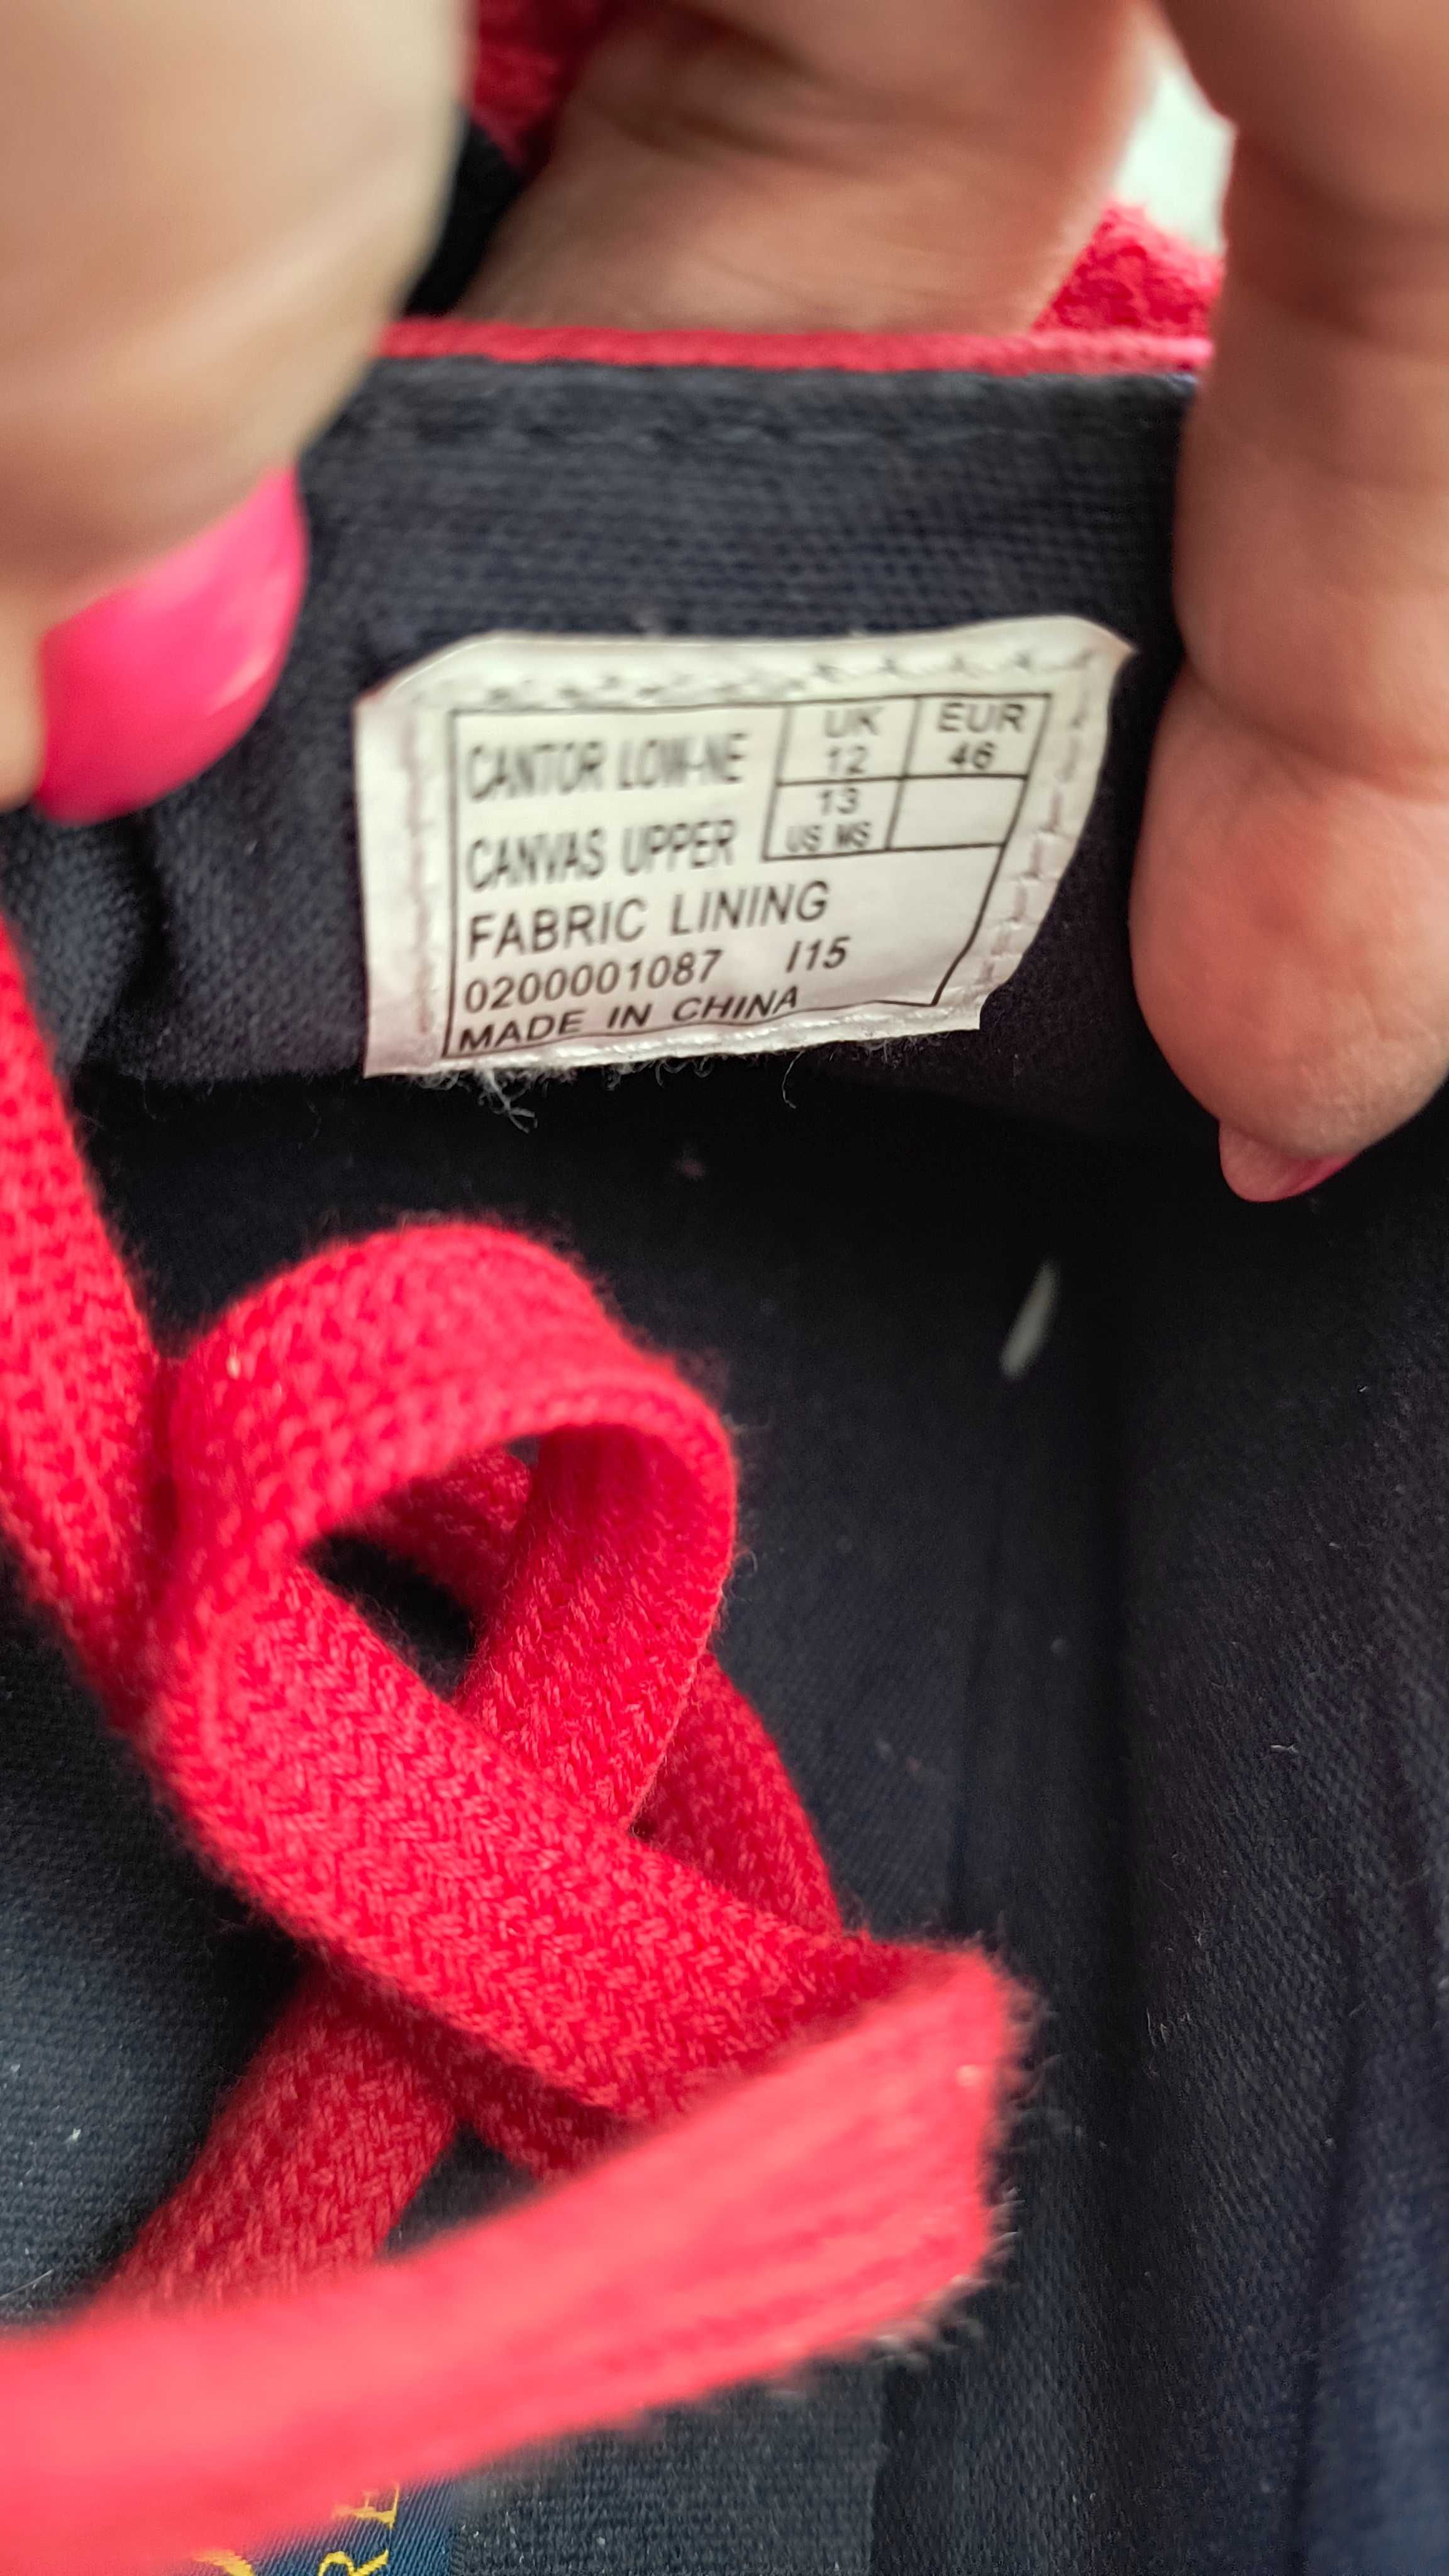 CANTOR LOW-NE
UK
12
EUR
46
13
US MS
CANVAS UPPER
FABRIC LINING
0200001087 I15
MADE IN CHINA